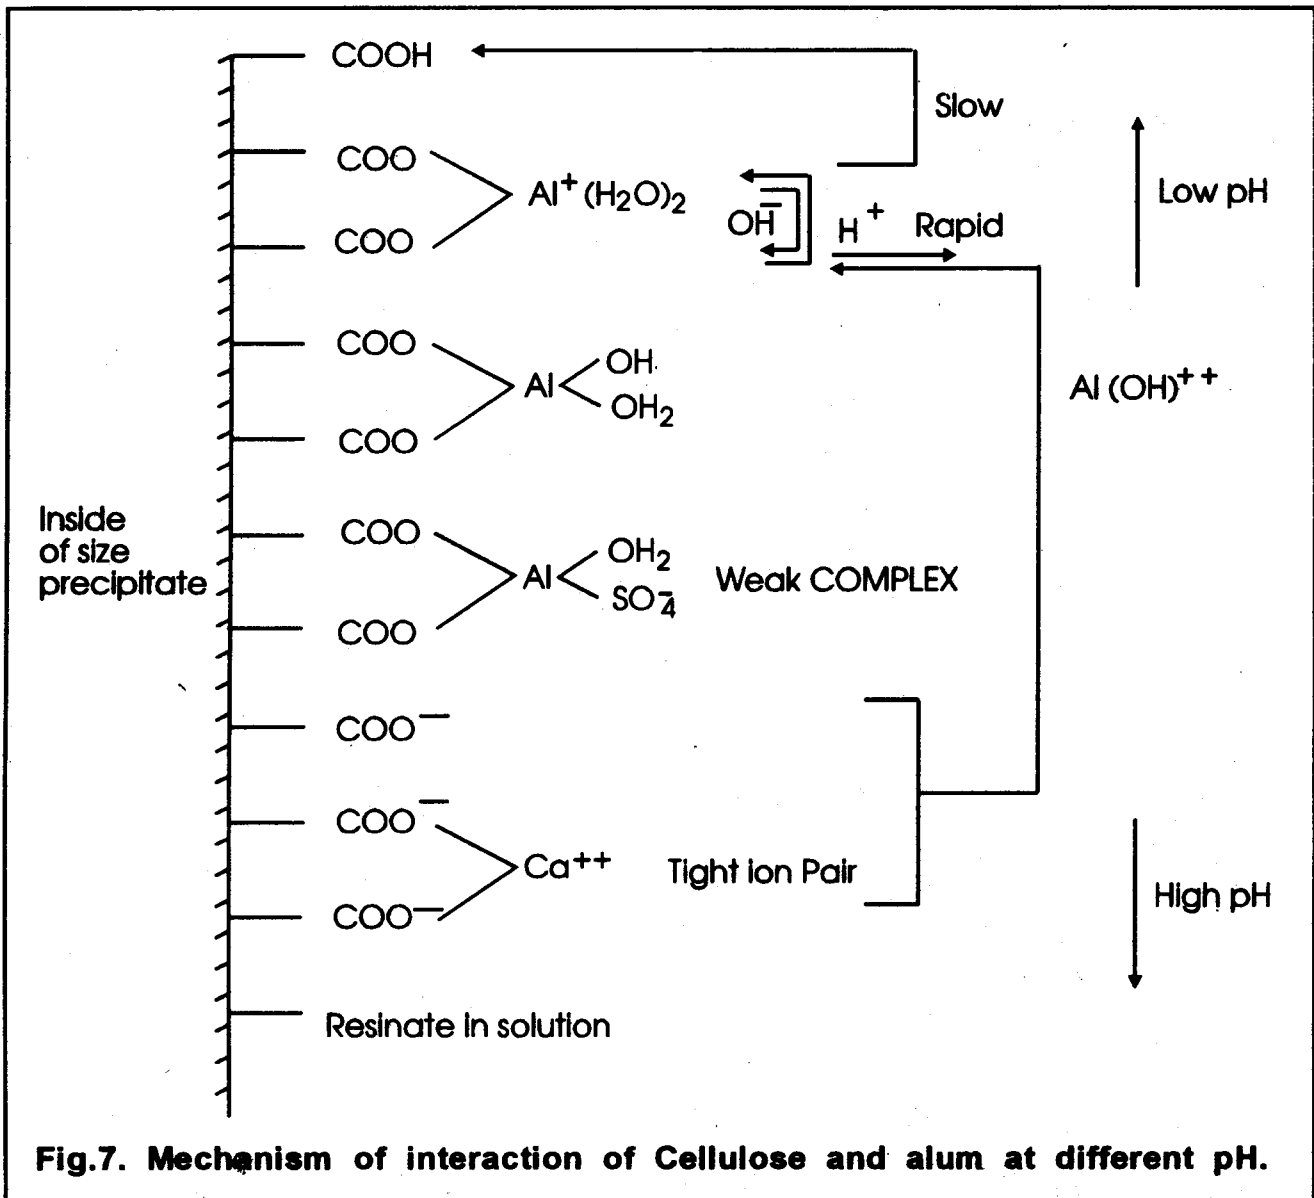 COOH
Slow
COO
Al⁺ (H₂O)₂
COO
OH⁻
H⁺ Rapid
Low pH
COO
Al
OH
OH₂
COO
Al (OH)⁺⁺
Inside
of size
precipitate
COO
Al
OH₂
SO₄⁻
COO
Weak COMPLEX
COO⁻
COO⁻
Ca⁺⁺
COO⁻
Tight ion Pair
High pH
Resinate in solution
Fig.7. Mechanism of interaction of Cellulose and alum at different pH.